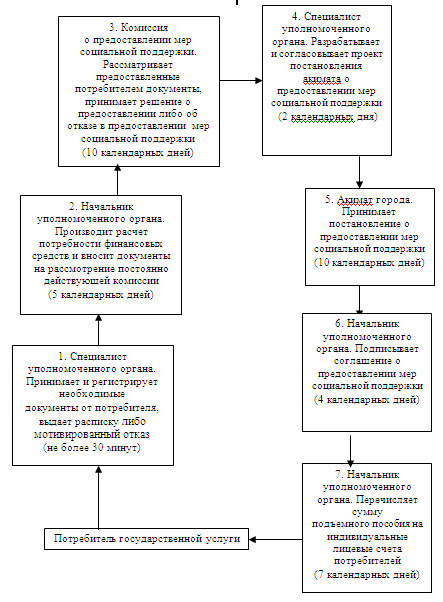 3. Комиссия
о предоставлении мер
социальной поддержки.
Рассматривает
предоставленные
потребителем документы,
принимает решение о
предоставлении либо об
отказе в предоставлении мер
социальной поддержки
(10 календарных дней)
4. Специалист
уполномоченного
органа. Разрабатывает
и согласовывает проект
постановления
акимата о
предоставлении мер
социальной поддержки
(2 календарных дня)
2. Начальник
уполномоченного органа.
Производит расчет
потребности финансовых
средств и вносит документы
на рассмотрение постоянно
действующей комиссии
(5 календарных дней)
5. Акимат города.
Принимает
постановление о
предоставлении мер
социальной поддержки
(10 календарных дней)
1. Специалист
уполномоченного органа.
Принимает и регистрирует
необходимые
документы от потребителя,
выдает расписку либо
мотивированный отказ
(не более 30 минут)
6. Начальник
уполномоченного
органа. Подписывает
соглашение о
предоставлении мер
социальной поддержки
(4 календарных дней)
7. Начальник
уполномоченного
органа. Перечисляет
сумму
подъемного пособия на
индивидуальные
лицевые счета
потребителей
(7 календарных дней)
Потребитель государственной услуги